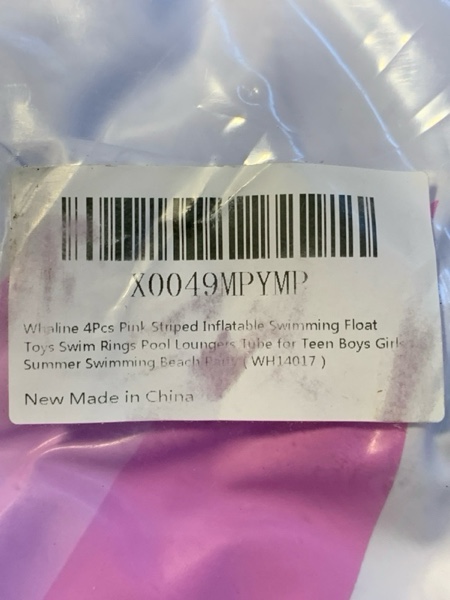 X0049MPYMP
Whaline 4Pcs Pink Striped Inflatable Swimming Float
Toys Swim Rings Pool Loungers Tube for Teen Boys Girls
Summer Swimming Beach Party ( WH14017 )
New Made in China